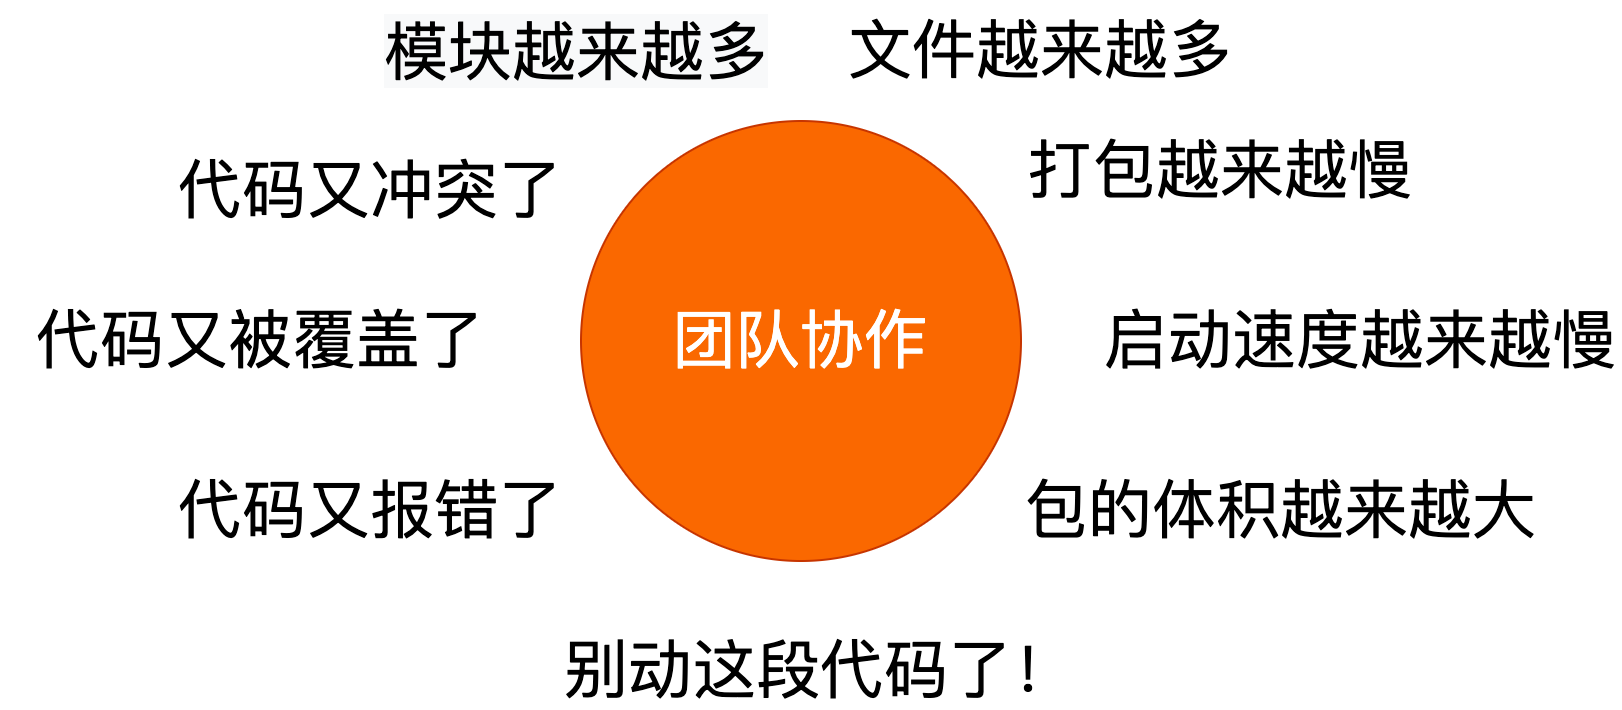 模块越来越多
文件越来越多
代码又冲突了
打包越来越慢
代码又被覆盖了
团队协作
启动速度越来越慢
代码又报错了
包的体积越来越大
别动这段代码了!